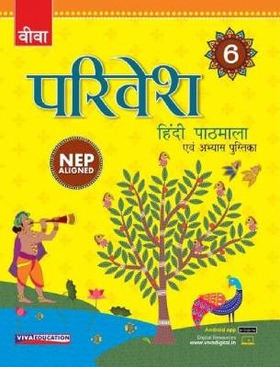 वीवा
6
परिवेश
हिंदी पाठमाला
एवं अभ्यास पुस्तिका
NEP
ALIGNED
Android app
Digital Resources
www.vivadigital.in
VIVA EDUCATION